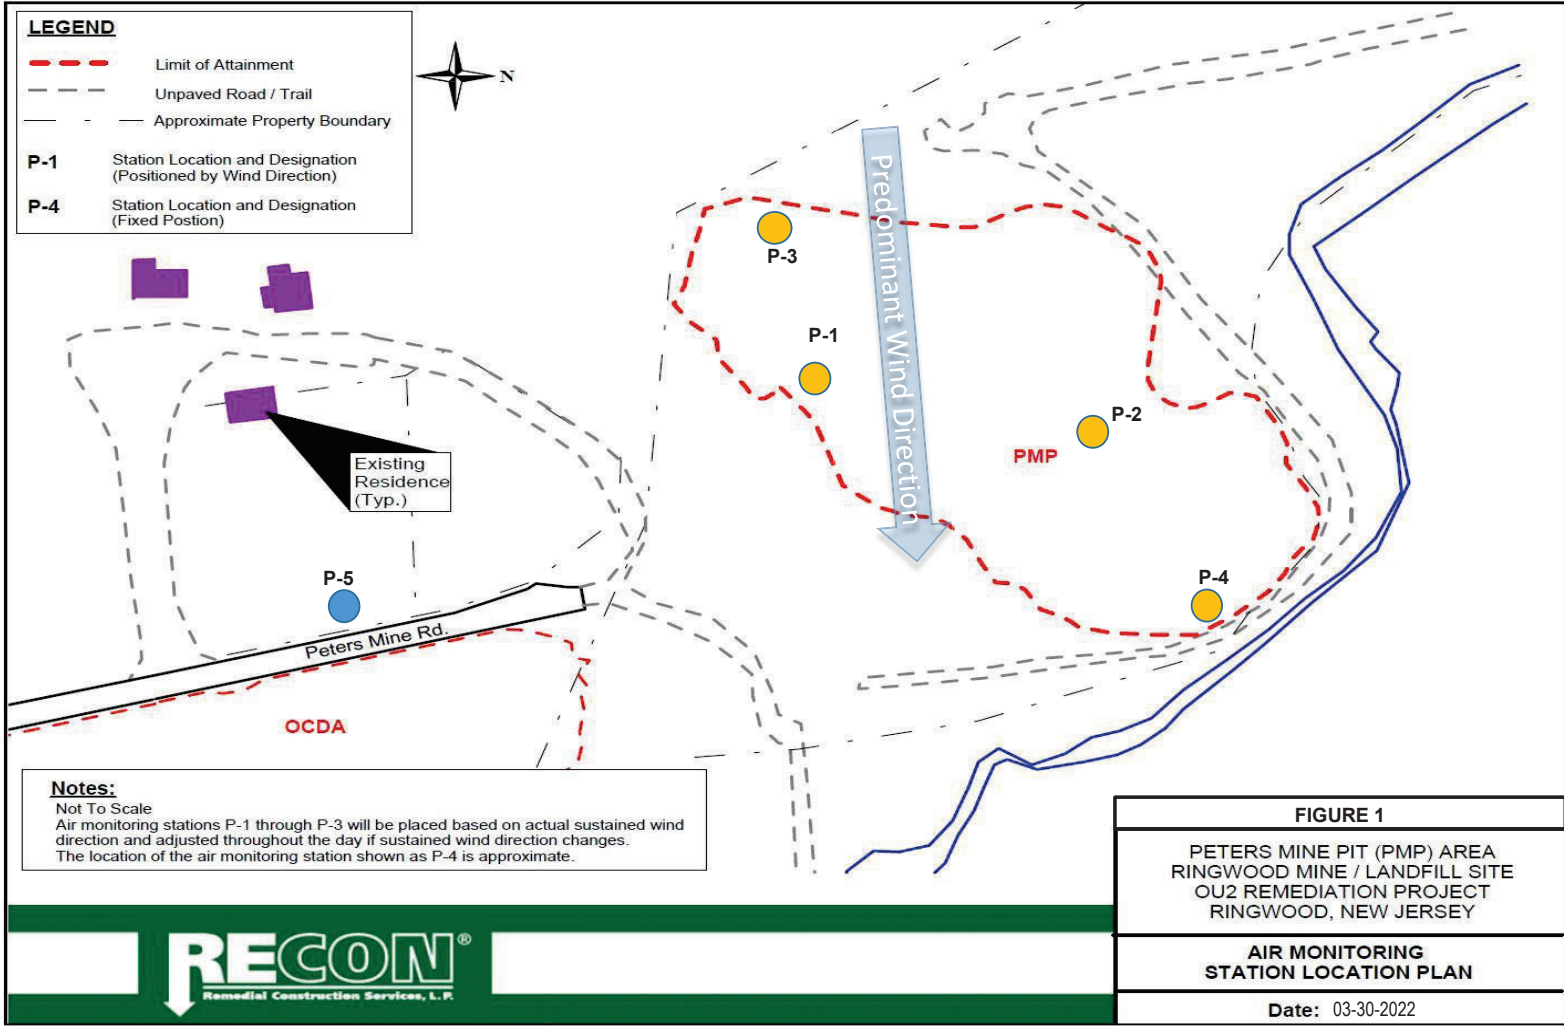 LEGEND
Limit of Attainment
Unpaved Road / Trail
Approximate Property Boundary
P-1 Station Location and Designation
(Positioned by Wind Direction)
P-4 Station Location and Designation
(Fixed Postion)
N
Predominant Wind Direction
P-3
P-1
P-2
PMP
P-4
Existing
Residence
(Typ.)
P-5
Peters Mine Rd.
OCDA
Notes:
Not To Scale
Air monitoring stations P-1 through P-3 will be placed based on actual sustained wind
direction and adjusted throughout the day if sustained wind direction changes.
The location of the air monitoring station shown as P-4 is approximate.
RECON®
Remedial Construction Services, L.P.
FIGURE 1
PETERS MINE PIT (PMP) AREA
RINGWOOD MINE / LANDFILL SITE
OU2 REMEDIATION PROJECT
RINGWOOD, NEW JERSEY
AIR MONITORING
STATION LOCATION PLAN
Date: 03-30-2022